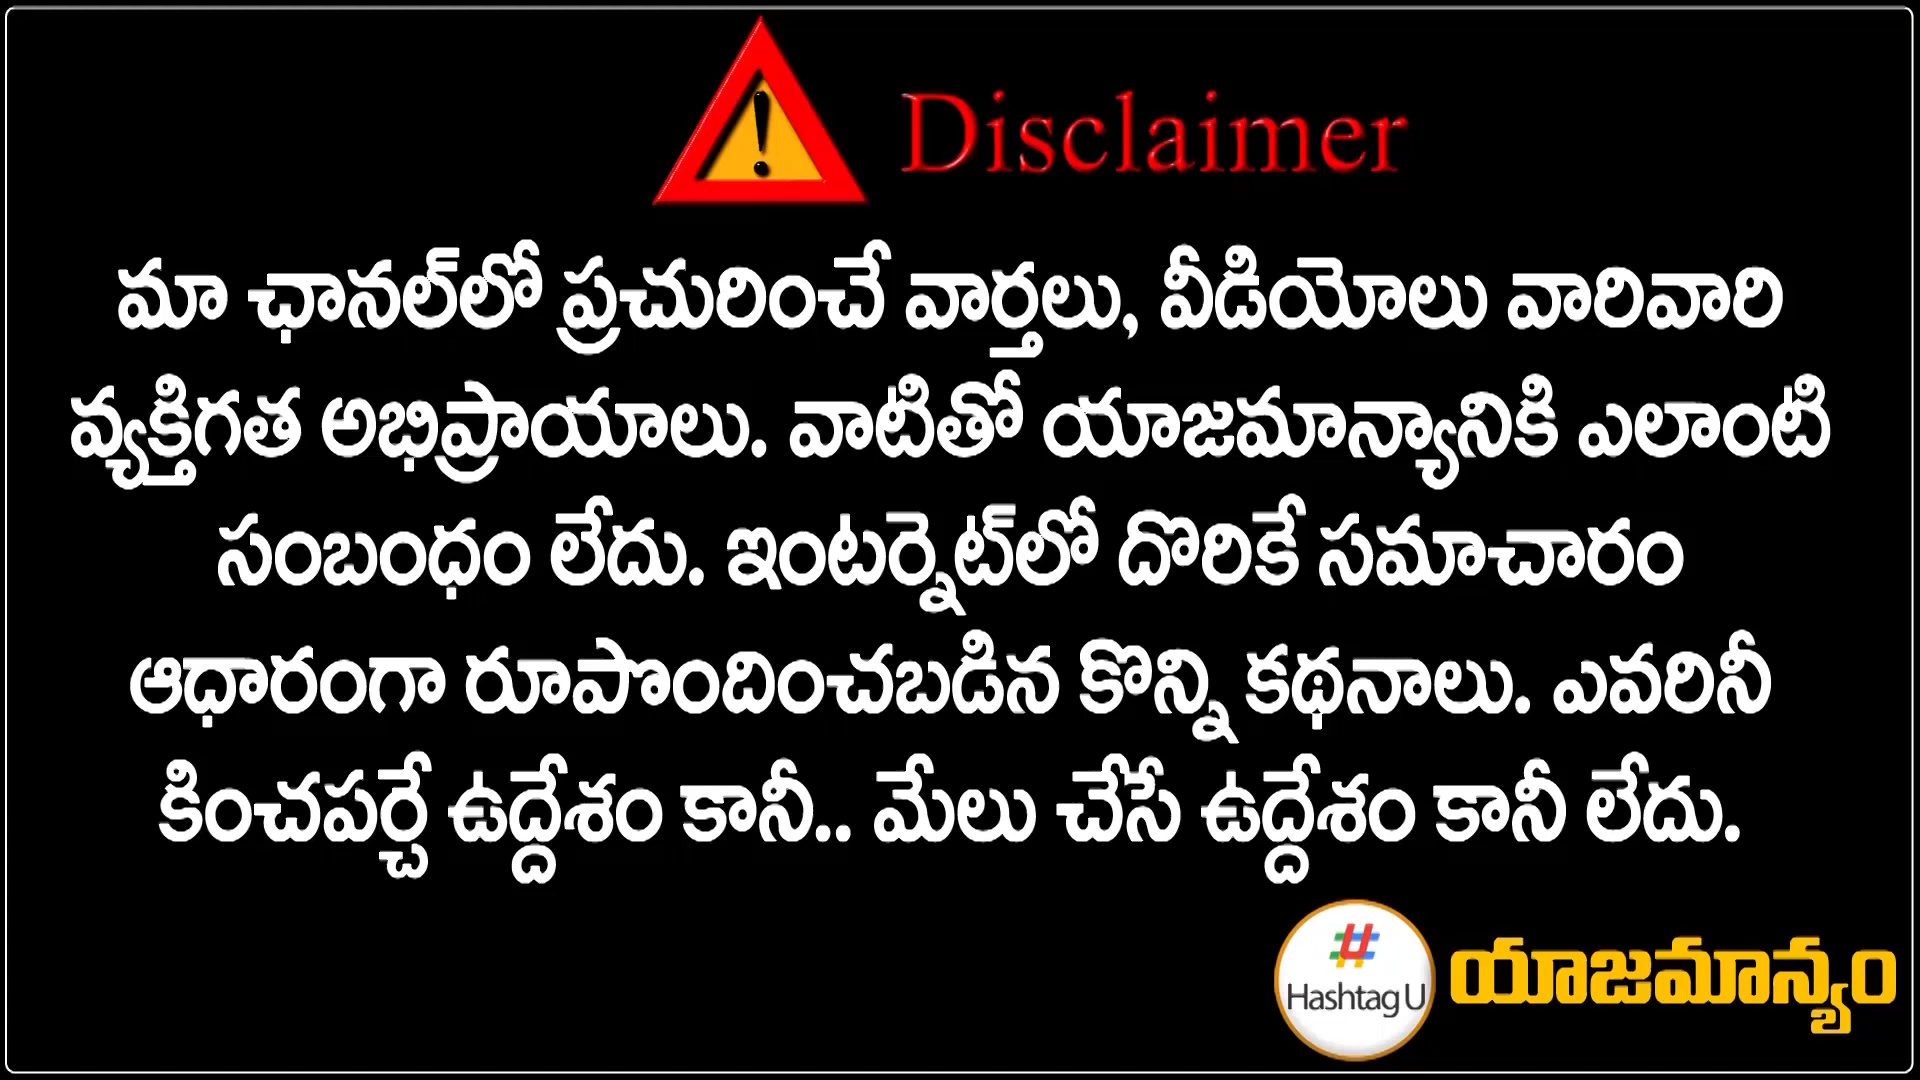 Disclaimer
మా ఛానల్‌లో ప్రచురించే వార్తలు, వీడియోలు వారివారి
వ్యక్తిగత అభిప్రాయాలు. వాటితో యాజమాన్యానికి ఎలాంటి
సంబంధం లేదు. ఇంటర్నెట్‌లో దొరికే సమాచారం
ఆధారంగా రూపొందించబడిన కొన్ని కథనాలు. ఎవరినీ
కించపర్చే ఉద్దేశం కానీ.. మేలు చేసే ఉద్దేశం కానీ లేదు.
#
Hashtag U
యాజమాన్యం